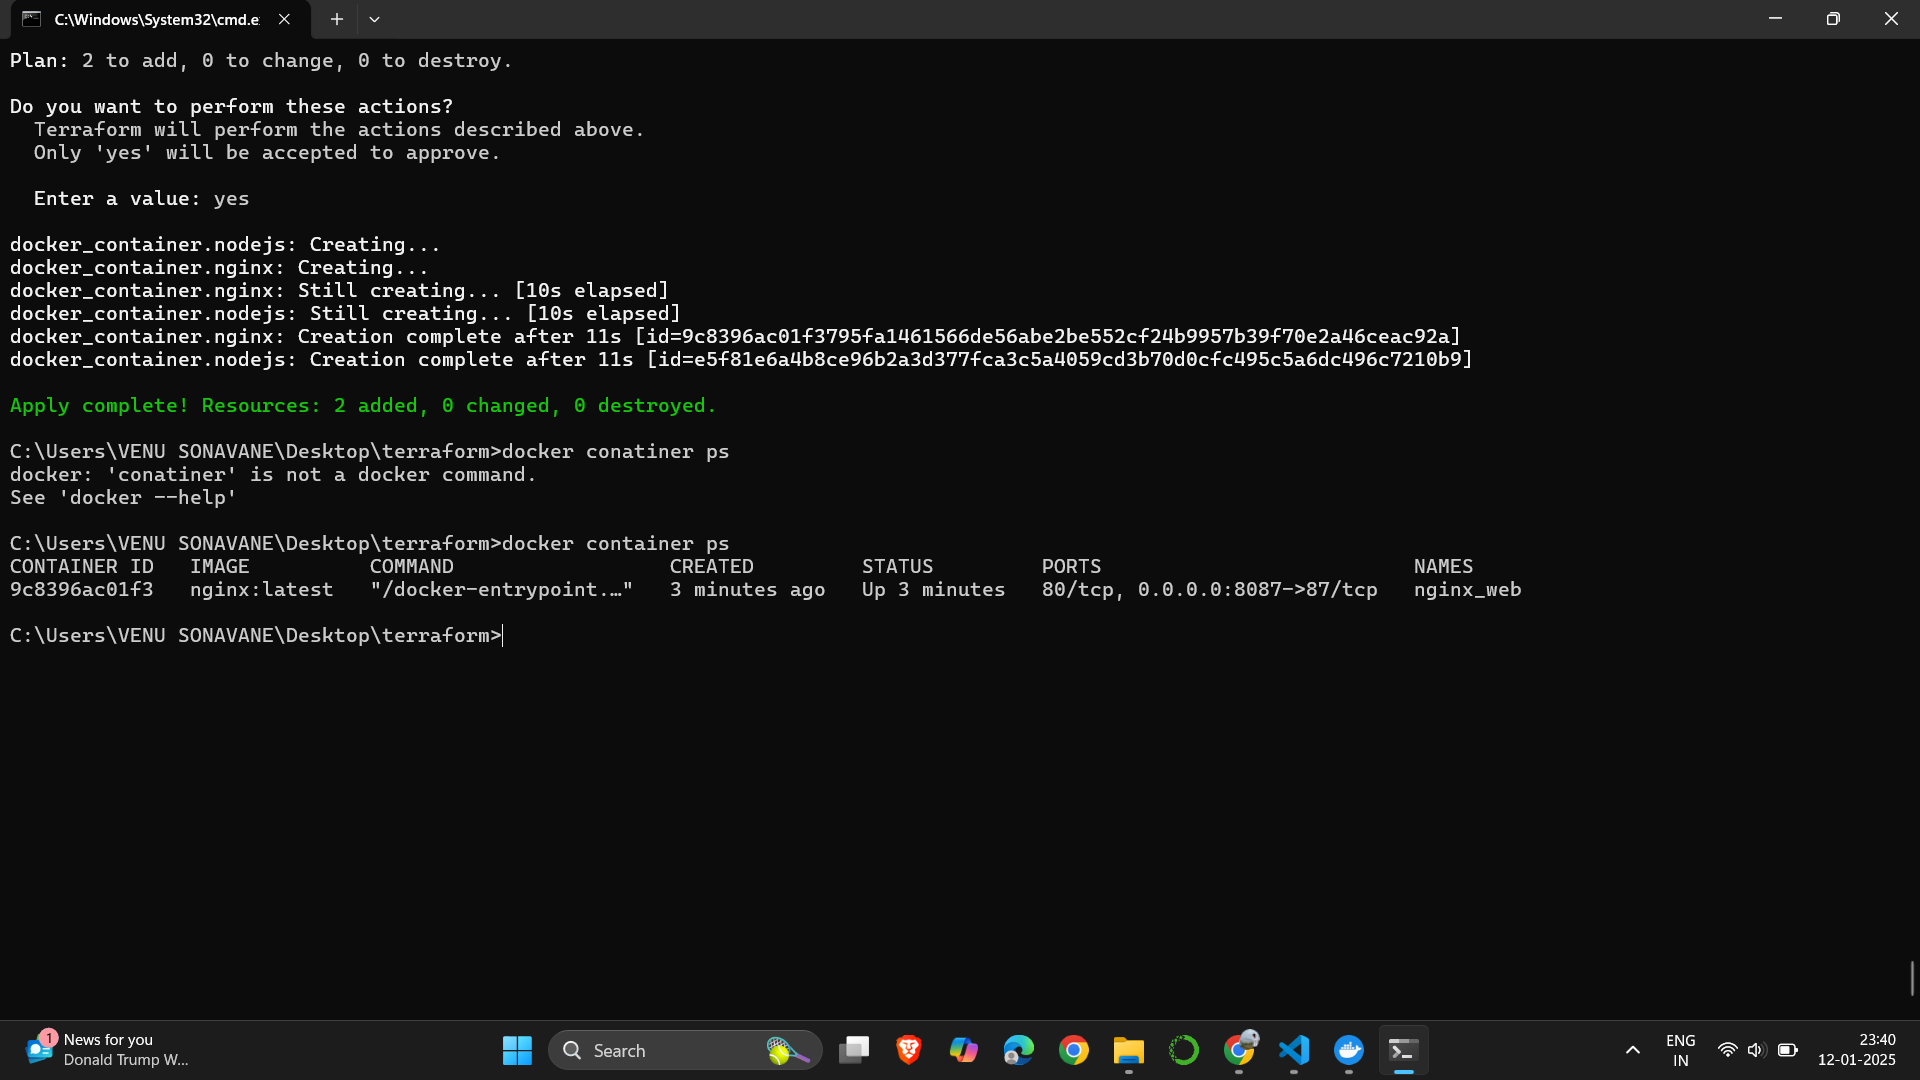 C:\Windows\System32\cmd.e
Plan: 2 to add, 0 to change, 0 to destroy.
Do you want to perform these actions?
  Terraform will perform the actions described above.
  Only 'yes' will be accepted to approve.
  Enter a value: yes
docker_container.nodejs: Creating...
docker_container.nginx: Creating...
docker_container.nginx: Still creating... [10s elapsed]
docker_container.nodejs: Still creating... [10s elapsed]
docker_container.nginx: Creation complete after 11s [id=9c8396ac01f3795fa1461566de56abe2be552cf24b9957b39f70e2a46ceac92a]
docker_container.nodejs: Creation complete after 11s [id=e5f81e6a4b8ce96b2a3d377fca3c5a4059cd3b70d0cfc495c5a6dc496c7210b9]
Apply complete! Resources: 2 added, 0 changed, 0 destroyed.
C:\Users\VENU SONAVANE\Desktop\terraform>docker conatiner ps
docker: 'conatiner' is not a docker command.
See 'docker --help'
C:\Users\VENU SONAVANE\Desktop\terraform>docker container ps
CONTAINER ID   IMAGE          COMMAND                  CREATED         STATUS         PORTS                          NAMES
9c8396ac01f3   nginx:latest   "/docker-entrypoint.…"   3 minutes ago   Up 3 minutes   80/tcp, 0.0.0.0:8087->87/tcp   nginx_web
C:\Users\VENU SONAVANE\Desktop\terraform>
1
News for you
Donald Trump W...
Search
ENG
IN
23:40
12-01-2025